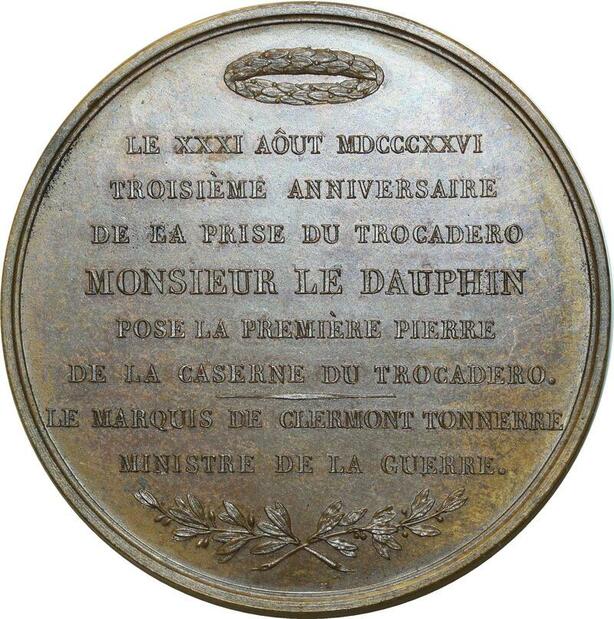 LE XXXI AÔUT MDCCCXXVI
TROISIÈME ANNIVERSAIRE
DE LA PRISE DU TROCADERO
MONSIEUR LE DAUPHIN
POSE LA PREMIÈRE PIERRE
DE LA CASERNE DU TROCADERO.
LE MARQUIS DE CLERMONT TONNERRE
MINISTRE DE LA GUERRE.